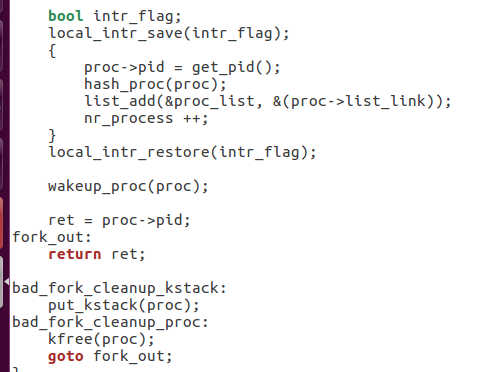 bool intr_flag;
local_intr_save(intr_flag);
{
proc->pid = get_pid();
hash_proc(proc);
list_add(&proc_list, &(proc->list_link));
nr_process ++;
}
local_intr_restore(intr_flag);
wakeup_proc(proc);
ret = proc->pid;
fork_out:
return ret;
bad_fork_cleanup_kstack:
put_kstack(proc);
bad_fork_cleanup_proc:
kfree(proc);
goto fork_out;
}